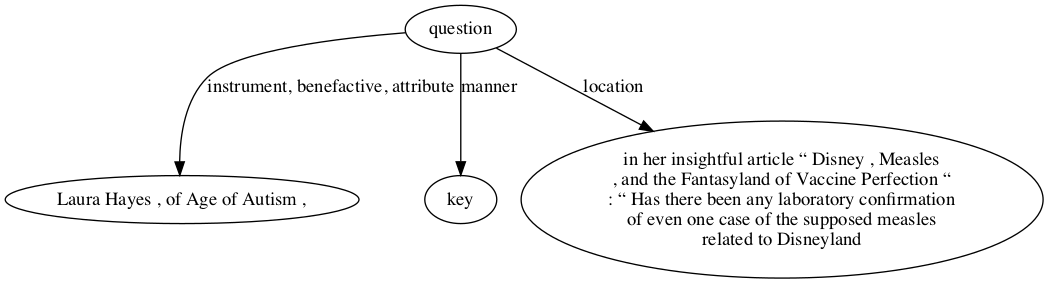 question
instrument, benefactive, attribute
manner
location
Laura Hayes , of Age of Autism ,
key
in her insightful article “ Disney , Measles
, and the Fantasyland of Vaccine Perfection “
: “ Has there been any laboratory confirmation
of even one case of the supposed measles
related to Disneyland